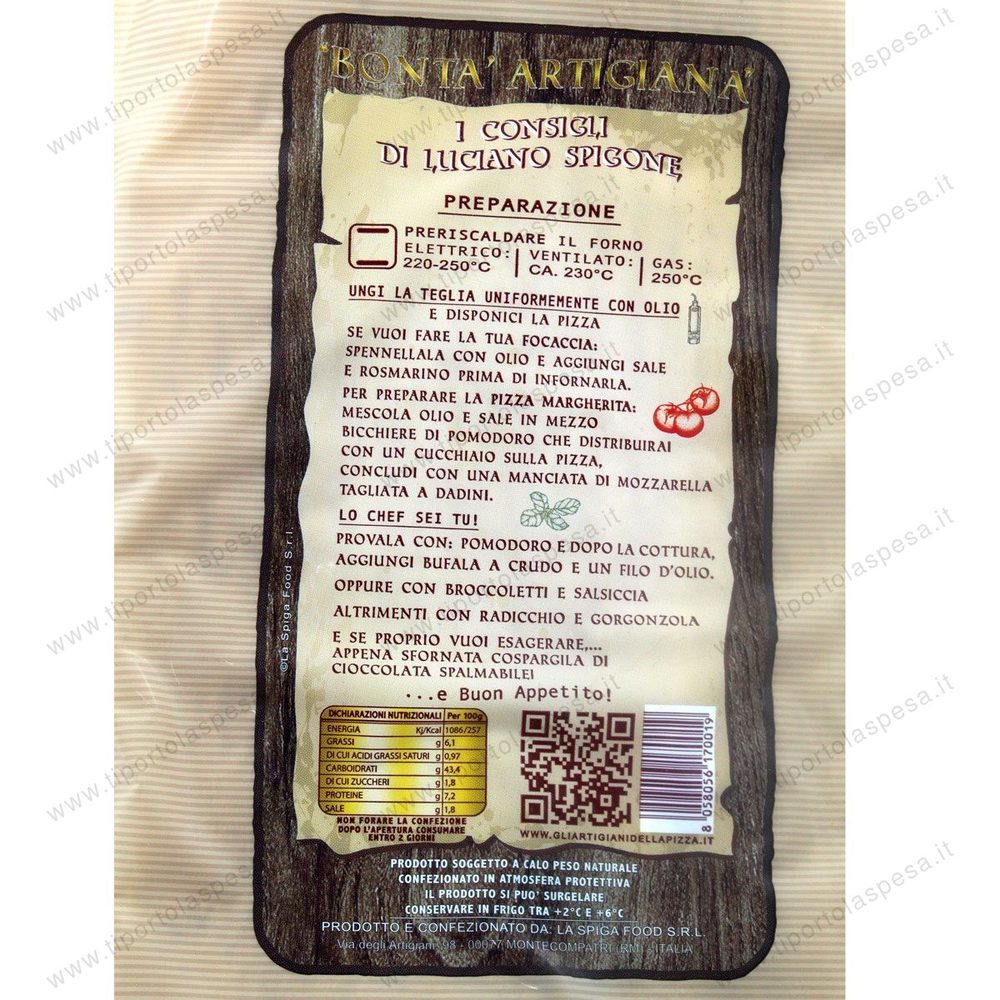 'BONTA' ARTIGIANA'
I CONSIGLI
DI LUCIANO SPIGONE
PREPARAZIONE
PRERISCALDARE IL FORNO
ELETTRICO: 220-250°C
VENTILATO: CA. 230°C
GAS: 250°C
UNGI LA TEGLIA UNIFORMEMENTE CON OLIO
E DISPONICI LA PIZZA
SE VUOI FARE LA TUA FOCACCIA:
SPENNELLALA CON OLIO E AGGIUNGI SALE
E ROSMARINO PRIMA DI INFORNARLA.
PER PREPARARE LA PIZZA MARGHERITA:
MESCOLA OLIO E SALE IN MEZZO
BICCHIERE DI POMODORO CHE DISTRIBUIRAI
CON UN CUCCHIAIO SULLA PIZZA,
CONCLUDI CON UNA MANCIATA DI MOZZARELLA
TAGLIATA A DADINI.
LO CHEF SEI TU!
PROVALA CON: POMODORO E DOPO LA COTTURA,
AGGIUNGI BUFALA A CRUDO E UN FILO D'OLIO.
OPPURE CON BROCCOLETTI E SALSICCIA
ALTRIMENTI CON RADICCHIO E GORGONZOLA
E SE PROPRIO VUOI ESAGERARE,...
APPENA SFORNATA COSPARGILA DI
CIOCCOLATA SPALMABILE!
...e Buon Appetito!
DICHIARAZIONI NUTRIZIONALI Per 100g
ENERGIA Kj/Kcal 1086/257
GRASSI g 6,1
DI CUI ACIDI GRASSI SATURI g 0,97
CARBOIDRATI g 43,4
DI CUI ZUCCHERI g 1,8
PROTEINE g 7,2
SALE g 1,8
NON FORARE LA CONFEZIONE
DOPO L'APERTURA CONSUMARE
ENTRO 2 GIORNI
WWW.GLIARTIGIANIDELLAPIZZA.IT
8 058056 170019
PRODOTTO SOGGETTO A CALO PESO NATURALE
CONFEZIONATO IN ATMOSFERA PROTETTIVA
IL PRODOTTO SI PUO' SURGELARE
CONSERVARE IN FRIGO TRA +2°C E +6°C
PRODOTTO E CONFEZIONATO DA: LA SPIGA FOOD S.R.L.
Via degli Artigiani, 98 - 00077 MONTECOMPATRI (RM) - ITALIA
©La Spiga Food S.r.l.
www.tiportolaspesa.it